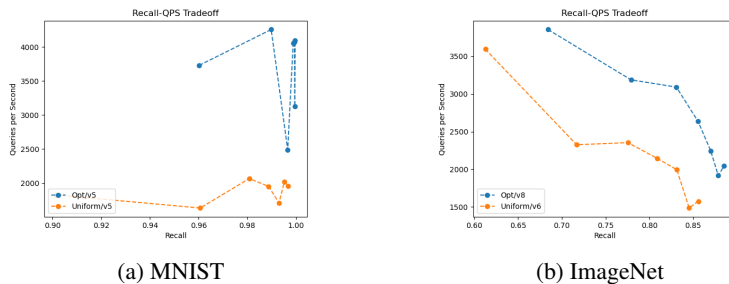 Recall-QPS Tradeoff
Queries per Second
4000
3500
3000
2500
2000
Opt/v5
Uniform/v5
0.90
0.92
0.94
0.96
0.98
1.00
Recall
(a) MNIST
Recall-QPS Tradeoff
Queries per Second
3500
3000
2500
2000
1500
Opt/v8
Uniform/v6
0.60
0.65
0.70
0.75
0.80
0.85
Recall
(b) ImageNet